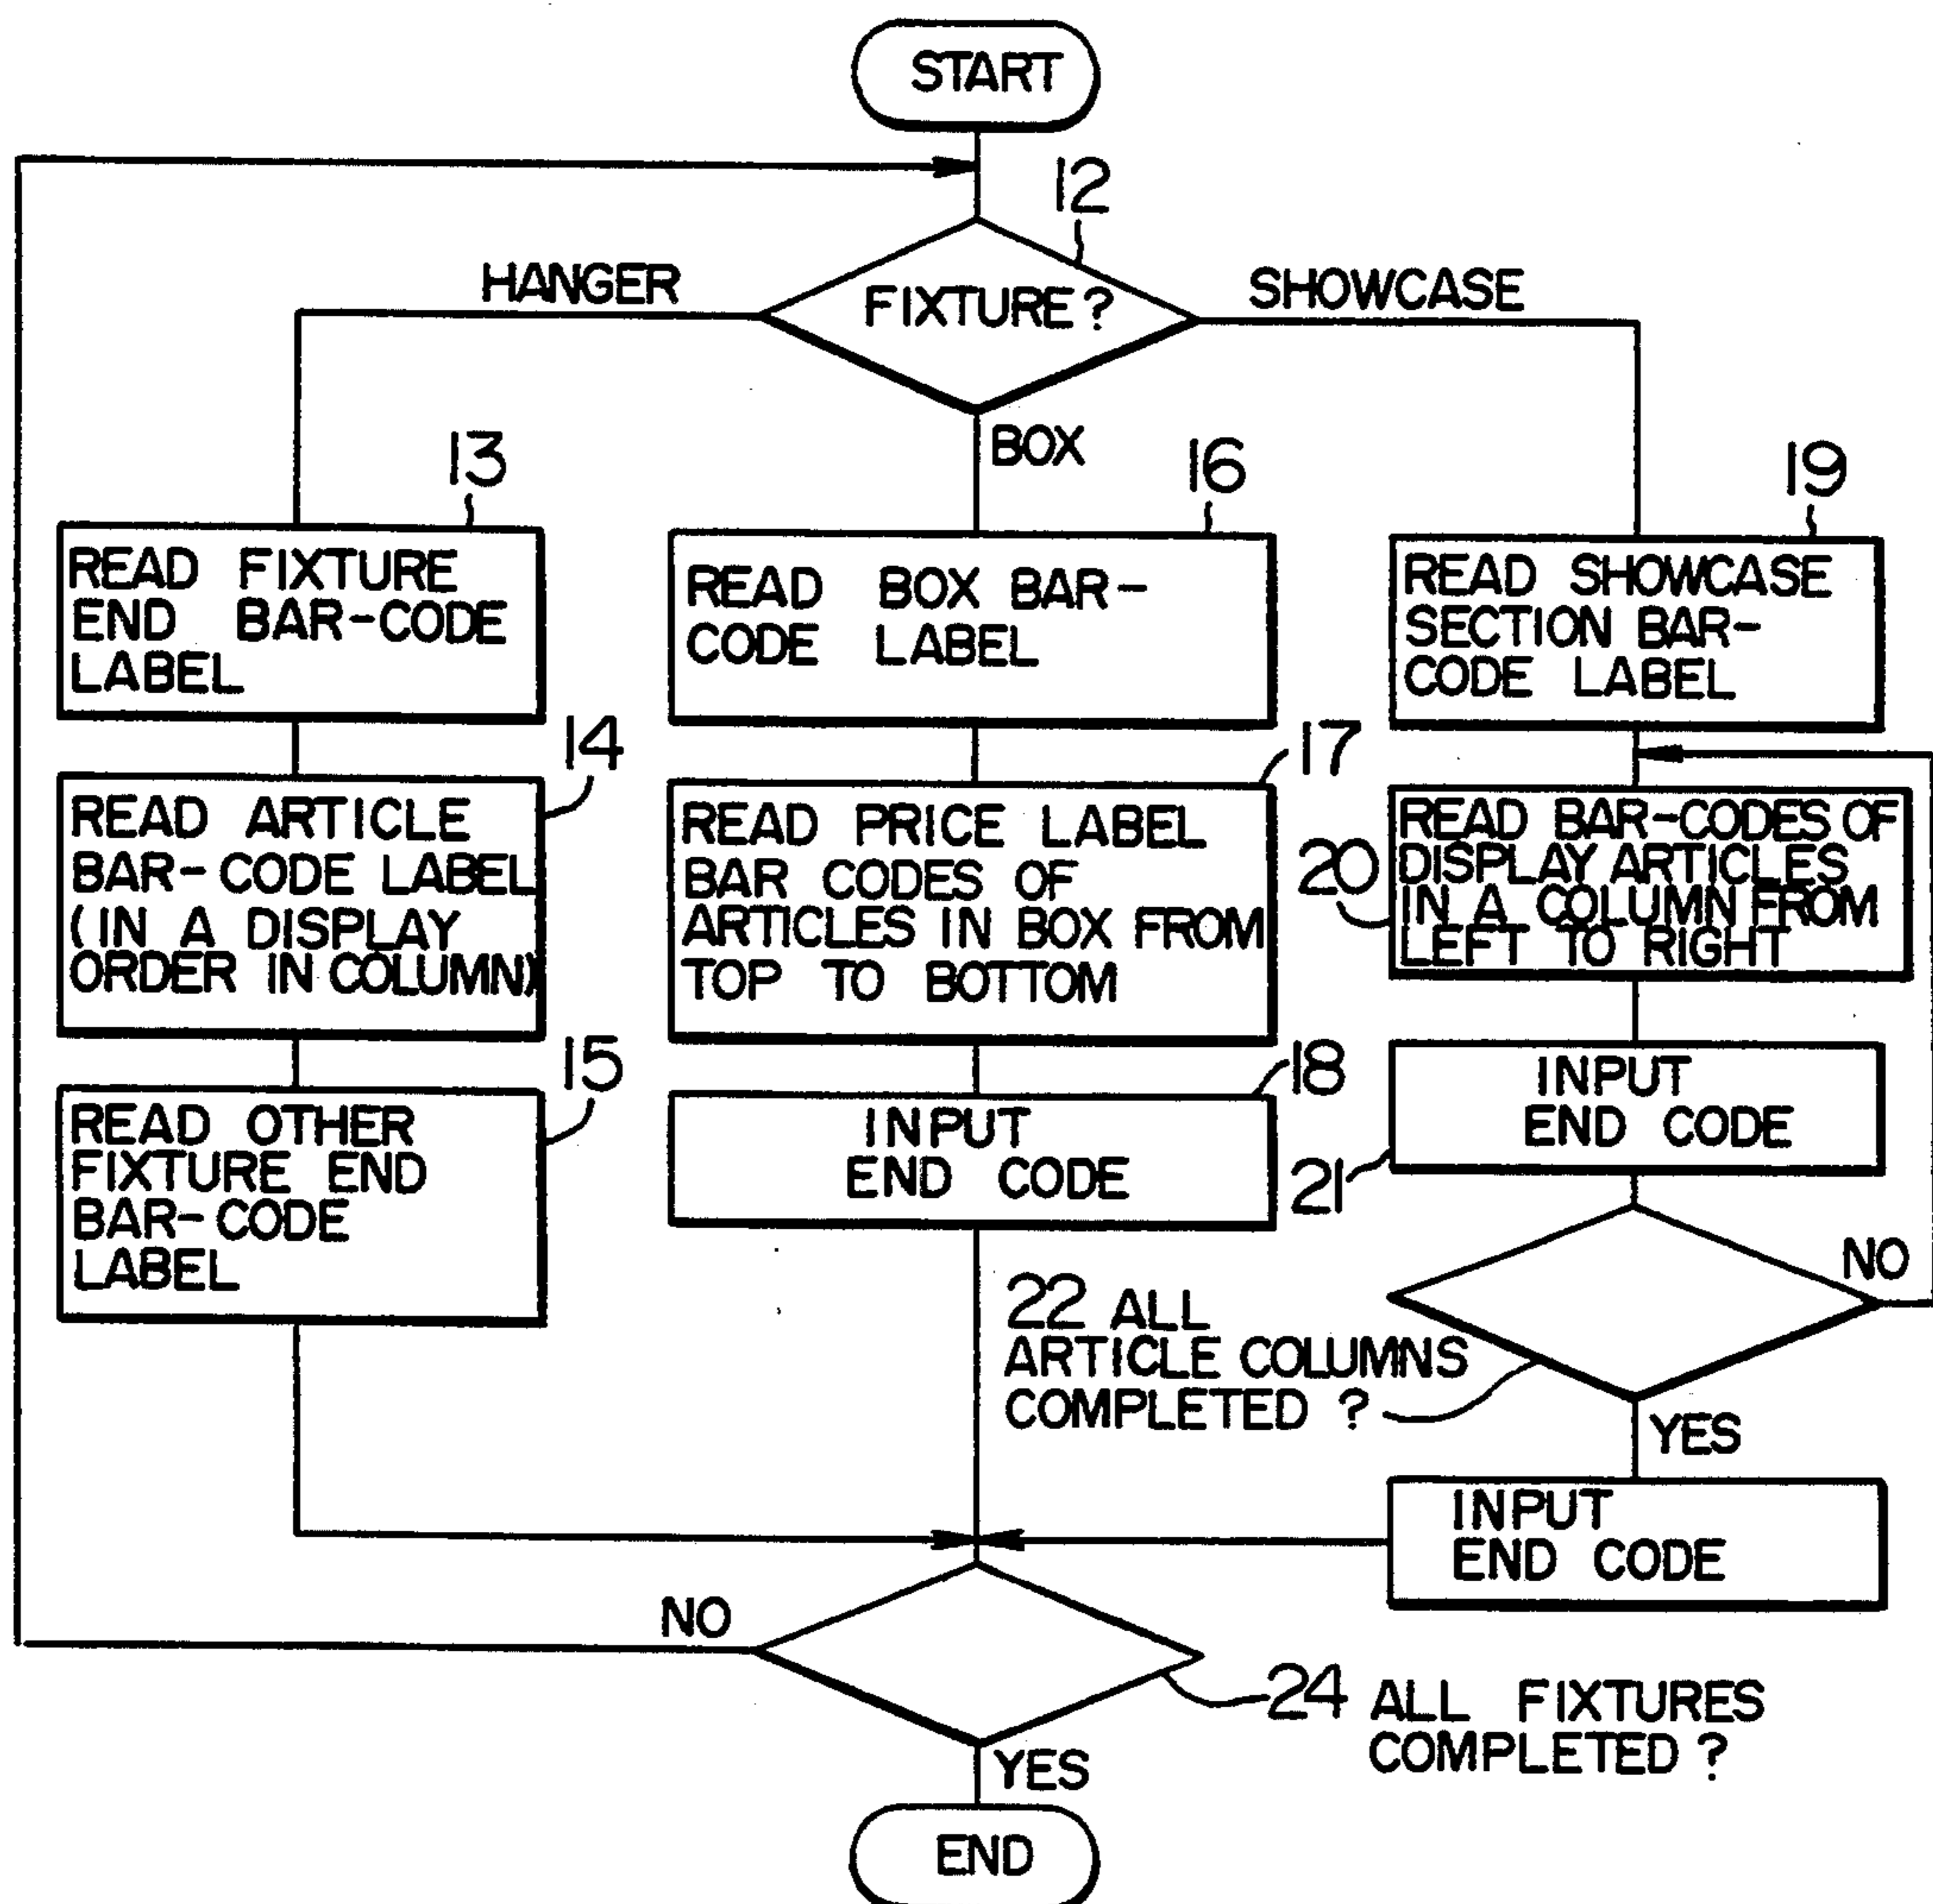 START
12
HANGER
FIXTURE?
SHOWCASE
BOX
13
READ FIXTURE
END BAR-CODE
LABEL
16
READ BOX BAR-
CODE LABEL
19
READ SHOWCASE
SECTION BAR-
CODE LABEL
14
READ ARTICLE
BAR-CODE LABEL
(IN A DISPLAY
ORDER IN COLUMN)
17
READ PRICE LABEL
BAR CODES OF
ARTICLES IN BOX FROM
TOP TO BOTTOM
20
READ BAR-CODES OF
DISPLAY ARTICLES
IN A COLUMN FROM
LEFT TO RIGHT
15
READ OTHER
FIXTURE END
BAR-CODE
LABEL
18
INPUT
END CODE
21
INPUT
END CODE
NO
22 ALL
ARTICLE COLUMNS
COMPLETED ?
YES
INPUT
END CODE
NO
24 ALL FIXTURES
COMPLETED ?
YES
END